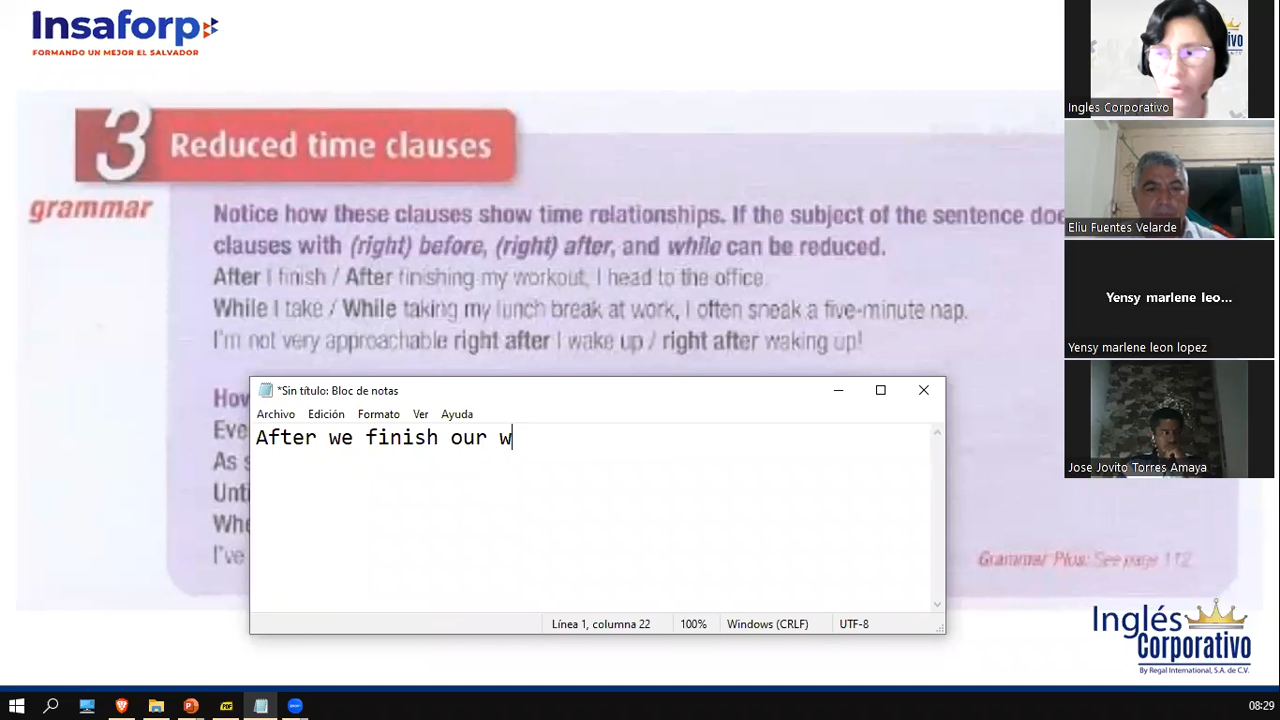 Insaforp
FORMANDO UN MEJOR EL SALVADOR
3 Reduced time clauses
grammar
Notice how these clauses show time relationships. If the subject of the sentence doe
clauses with (right) before, (right) after, and while can be reduced.
After I finish / After finishing my workout, I head to the office.
While I take / While taking my lunch break at work, I often sneak a five-minute nap.
I'm not very approachable right after I wake up / right after waking up!
How
Eve
As s
Unti
Whe
I've
Grammar Plus: See page 112
*Sin título: Bloc de notas
Archivo Edición Formato Ver Ayuda
After we finish our w
Línea 1, columna 22 100% Windows (CRLF) UTF-8
Ingles Corporativo
Eliu Fuentes Velarde
Yensy marlene leo...
Yensy marlene leon lopez
Jose Jovito Torres Amaya
Inglés
Corporativo
By Regal International, S.A. de C.V.
08:29